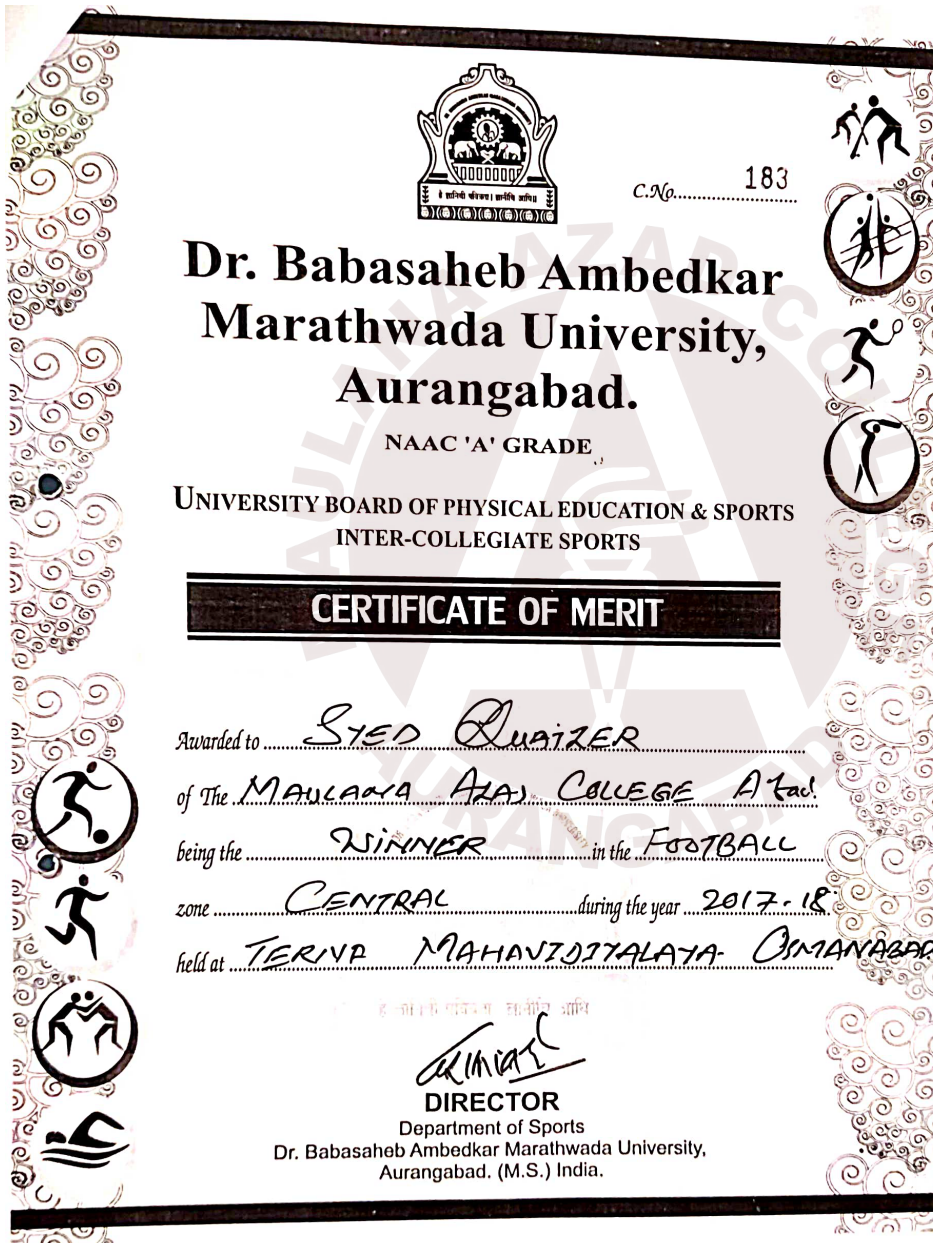 C.No. 183
Dr. Babasaheb Ambedkar
Marathwada University,
Aurangabad.
NAAC 'A' GRADE
UNIVERSITY BOARD OF PHYSICAL EDUCATION & SPORTS
INTER-COLLEGIATE SPORTS
CERTIFICATE OF MERIT
Awarded to SYED QUAIZER
of The MAULANA AZAD COLLEGE A'bad.
being the WINNER in the FOOTBALL
zone CENTRAL during the year 2017-18
held at MAHAVIDIYALAYA- OSMANABAD
DIRECTOR
Department of Sports
Dr. Babasaheb Ambedkar Marathwada University,
Aurangabad. (M.S.) India.